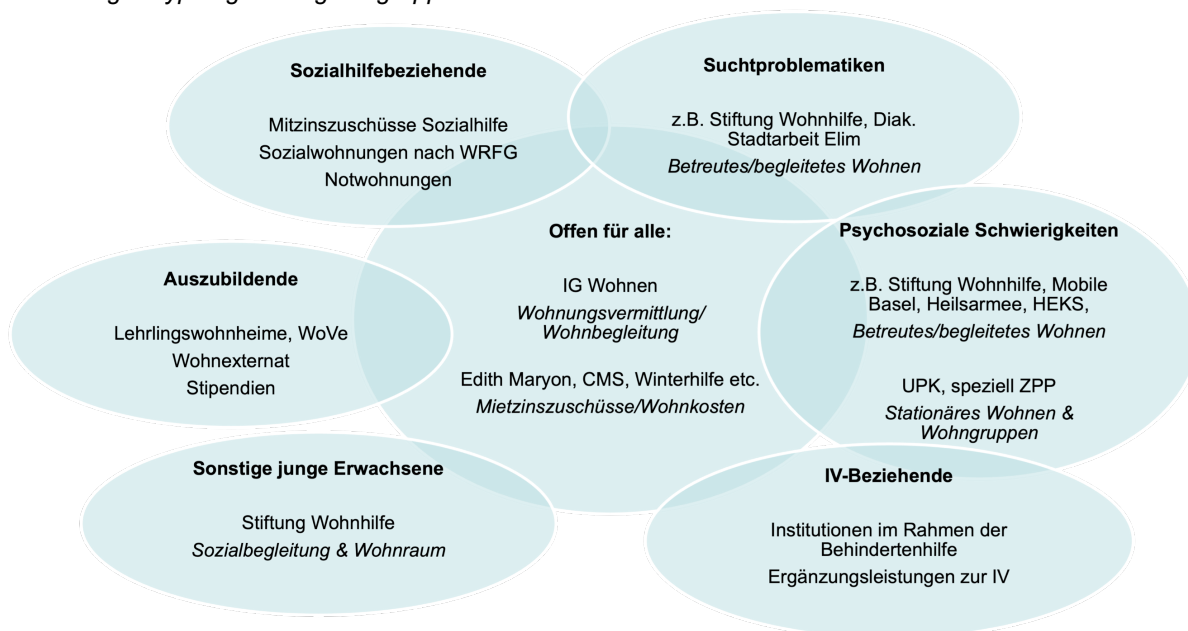 Sozialhilfebeziehende
Mitzinszuschüsse Sozialhilfe
Sozialwohnungen nach WRFG
Notwohnungen
Suchtproblematiken
z.B. Stiftung Wohnhilfe, Diak.
Stadtarbeit Elim
Betreutes/begleitetes Wohnen
Offen für alle:
IG Wohnen
Wohnungsvermittlung/
Wohnbegleitung
Edith Maryon, CMS, Winterhilfe etc.
Mietzinszuschüsse/Wohnkosten
Psychosoziale Schwierigkeiten
z.B. Stiftung Wohnhilfe, Mobile
Basel, Heilsarmee, HEKS,
Betreutes/begleitetes Wohnen
UPK, speziell ZPP
Stationäres Wohnen &
Wohngruppen
Auszubildende
Lehrlingswohnheime, WoVe
Wohnexternat
Stipendien
Sonstige junge Erwachsene
Stiftung Wohnhilfe
Sozialbegleitung & Wohnraum
IV-Beziehende
Institutionen im Rahmen der
Behindertenhilfe
Ergänzungsleistungen zur IV